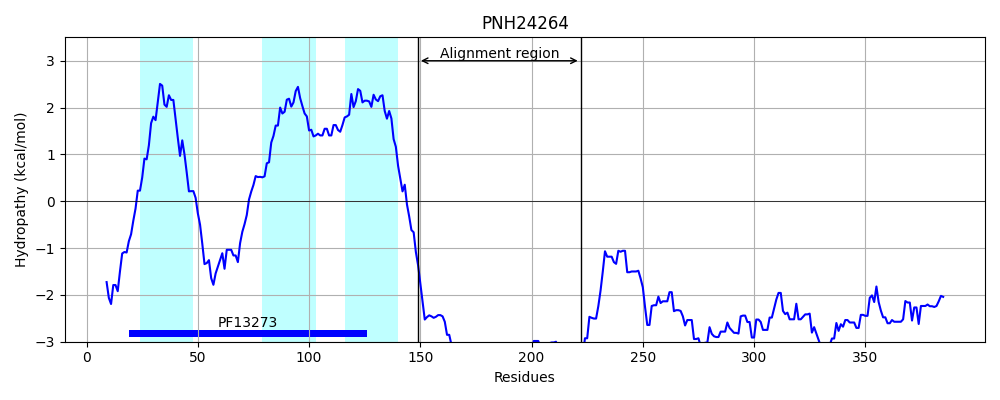 PNH24264
Hydropathy (kcal/mol)
3
2
1
0
−1
−2
−3
Alignment region
PF13273
0 50 100 150 200 250 300 350
Residues